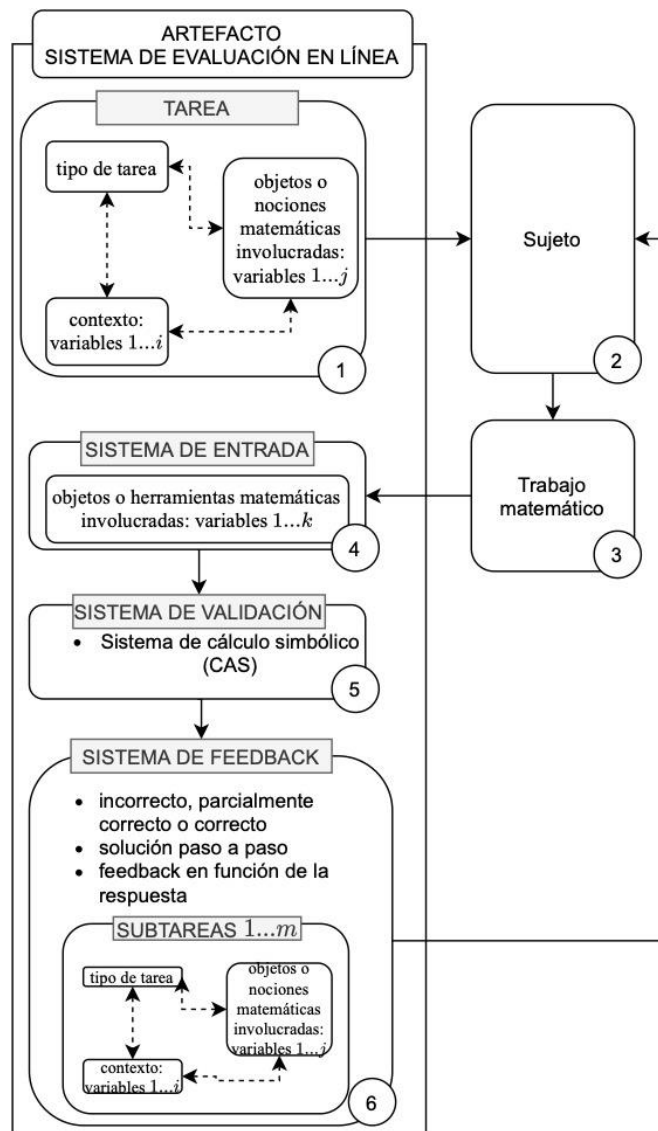 ARTEFACTO
SISTEMA DE EVALUACIÓN EN LÍNEA
TAREA
tipo de tarea
objetos o
nociones
matemáticas
involucradas:
variables 1...j
contexto:
variables 1...i
1
Sujeto
2
Trabajo
matemático
3
SISTEMA DE ENTRADA
objetos o herramientas matemáticas
involucradas: variables 1...k
4
SISTEMA DE VALIDACIÓN
• Sistema de cálculo simbólico
(CAS)
5
SISTEMA DE FEEDBACK
• incorrecto, parcialmente
correcto o correcto
• solución paso a paso
• feedback en función de la
respuesta
SUBTAREAS 1...m
tipo de tarea
objetos o
nociones
matemáticas
involucradas:
variables 1...j
contexto:
variables 1...i
6